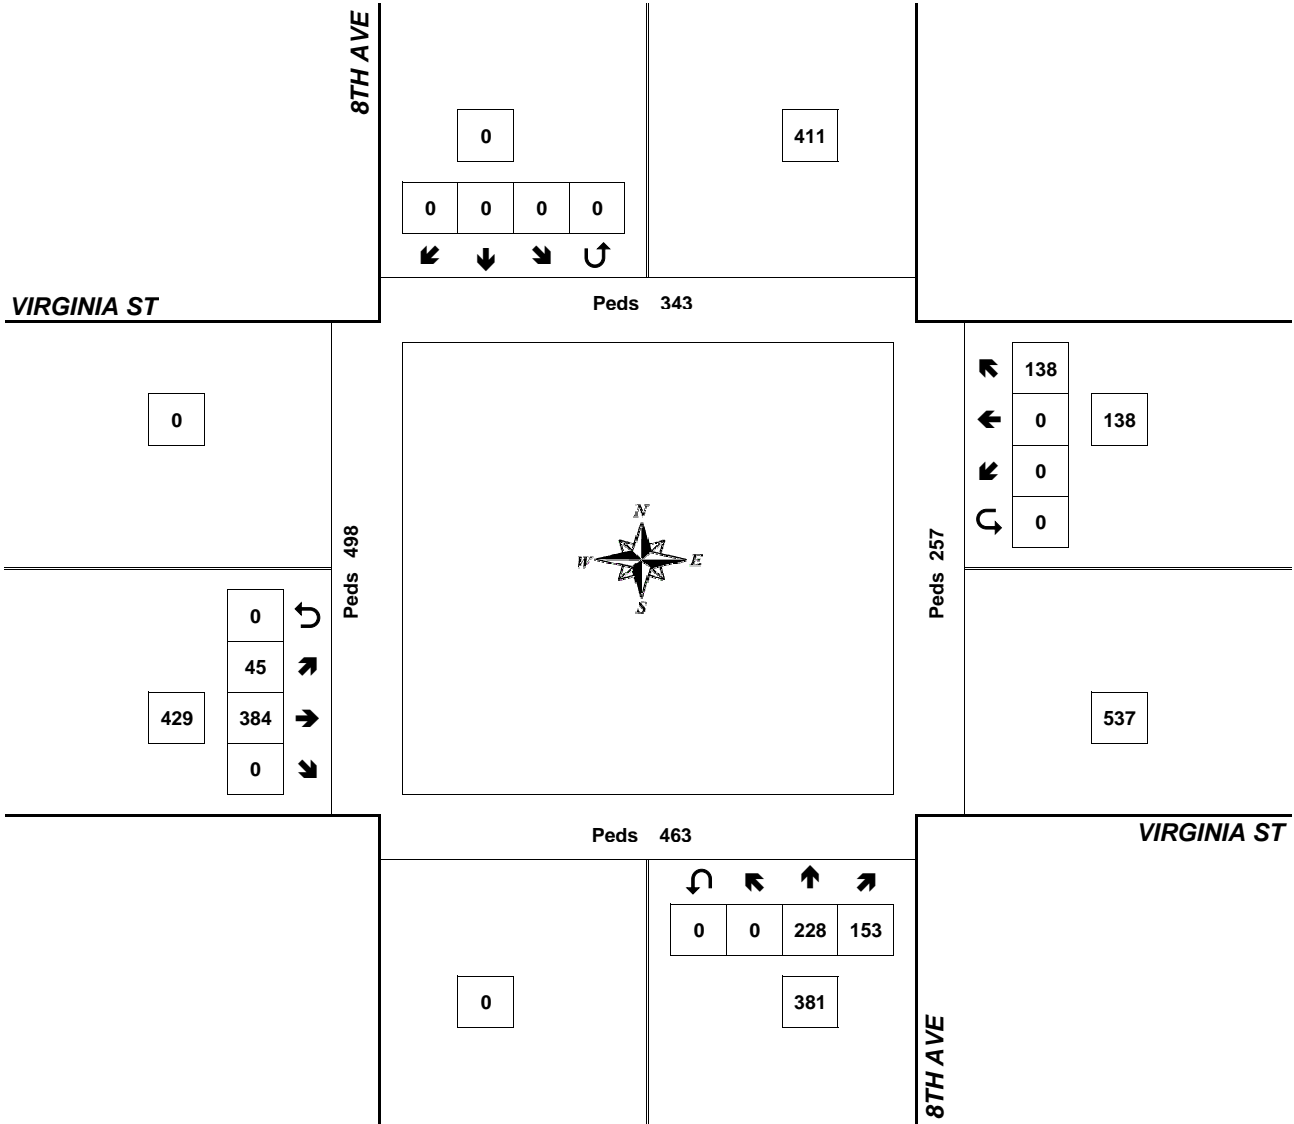 8TH AVE
0
411
0 0 0 0
VIRGINIA ST
Peds 343
0
138
0
0
0
138
N
W E
S
Peds 498
Peds 257
0
45
384
0
429
537
Peds 463
VIRGINIA ST
0 0 228 153
0
381
8TH AVE